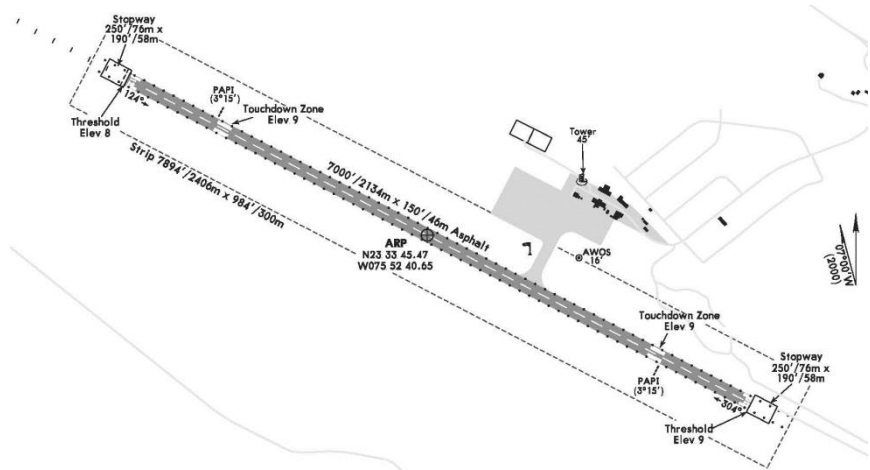 Stopway
250'/76m x
190'/58m
PAPI
(3°15')
Touchdown Zone
Elev 9
124°
Threshold
Elev 8
Tower
45'
Strip 7894'/2406m x 984'/300m
7000'/2134m x 150'/46m Asphalt
ARP
N23 33 45.47
W075 52 40.65
AWOS
16'
07°00'W
(2000)
Touchdown Zone
Elev 9
Stopway
250'/76m x
190'/58m
PAPI
(3°15')
304°
Threshold
Elev 9